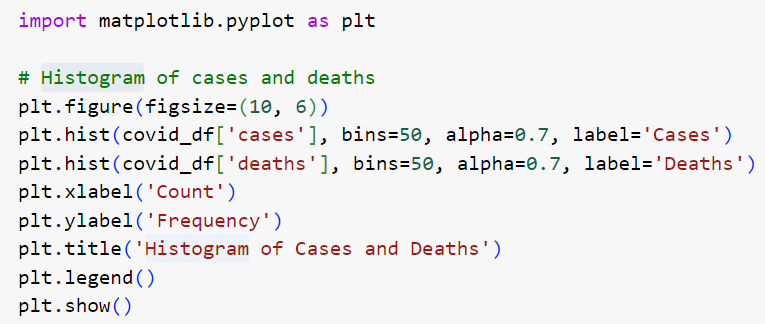 import matplotlib.pyplot as plt
# Histogram of cases and deaths
plt.figure(figsize=(10, 6))
plt.hist(covid_df['cases'], bins=50, alpha=0.7, label='Cases')
plt.hist(covid_df['deaths'], bins=50, alpha=0.7, label='Deaths')
plt.xlabel('Count')
plt.ylabel('Frequency')
plt.title('Histogram of Cases and Deaths')
plt.legend()
plt.show()